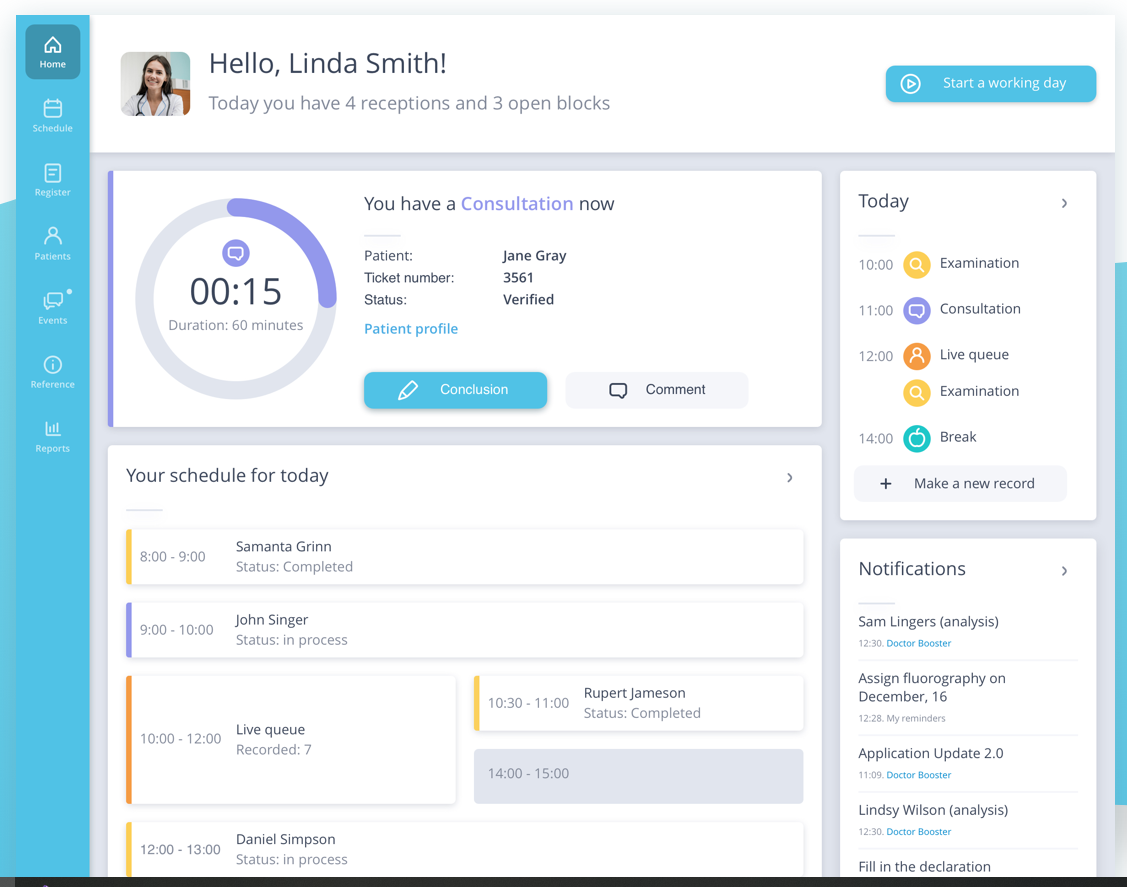 Home
Schedule
Register
Patients
Events
Reference
Reports
Hello, Linda Smith!
Today you have 4 receptions and 3 open blocks
Start a working day
00:15
Duration: 60 minutes
You have a Consultation now
Patient: Jane Gray
Ticket number: 3561
Status: Verified
Patient profile
Conclusion
Comment
Your schedule for today
8:00 - 9:00
Samanta Grinn
Status: Completed
9:00 - 10:00
John Singer
Status: in process
10:00 - 12:00
Live queue
Recorded: 7
10:30 - 11:00
Rupert Jameson
Status: Completed
14:00 - 15:00
12:00 - 13:00
Daniel Simpson
Status: in process
Today
10:00 Examination
11:00 Consultation
12:00 Live queue
Examination
14:00 Break
+ Make a new record
Notifications
Sam Lingers (analysis)
12:30. Doctor Booster
Assign fluorography on
December, 16
12:28. My reminders
Application Update 2.0
11:09. Doctor Booster
Lindsy Wilson (analysis)
12:30. Doctor Booster
Fill in the declaration